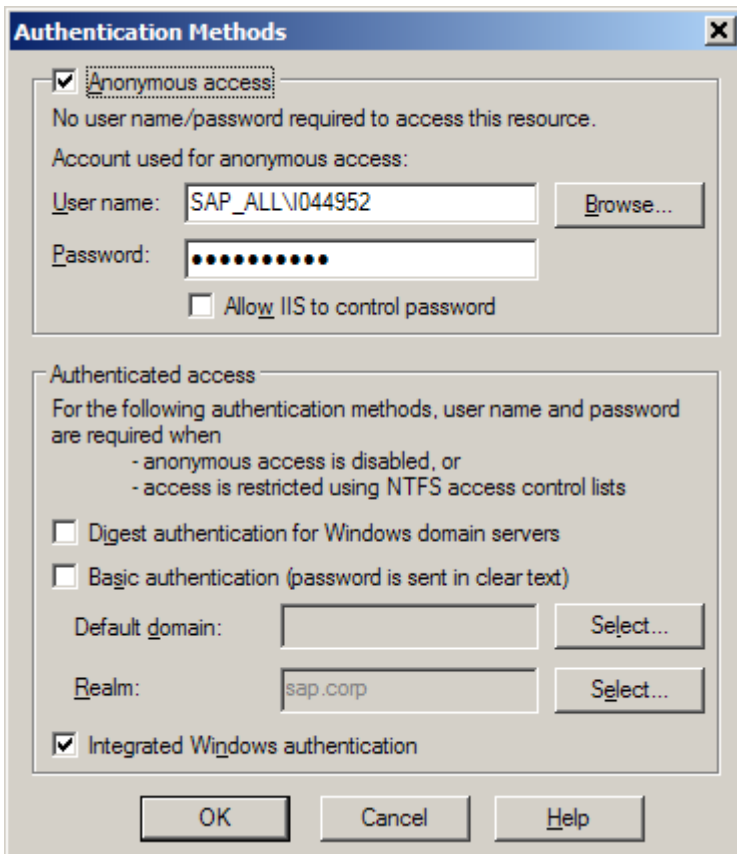 Authentication Methods
Anonymous access
No user name/password required to access this resource.
Account used for anonymous access:
User name: SAP_ALL\I044952 Browse...
Password: ●●●●●●●●●●
Allow IIS to control password
Authenticated access
For the following authentication methods, user name and password
are required when
- anonymous access is disabled, or
- access is restricted using NTFS access control lists
Digest authentication for Windows domain servers
Basic authentication (password is sent in clear text)
Default domain: Select...
Realm: sap.corp Select...
Integrated Windows authentication
OK Cancel Help